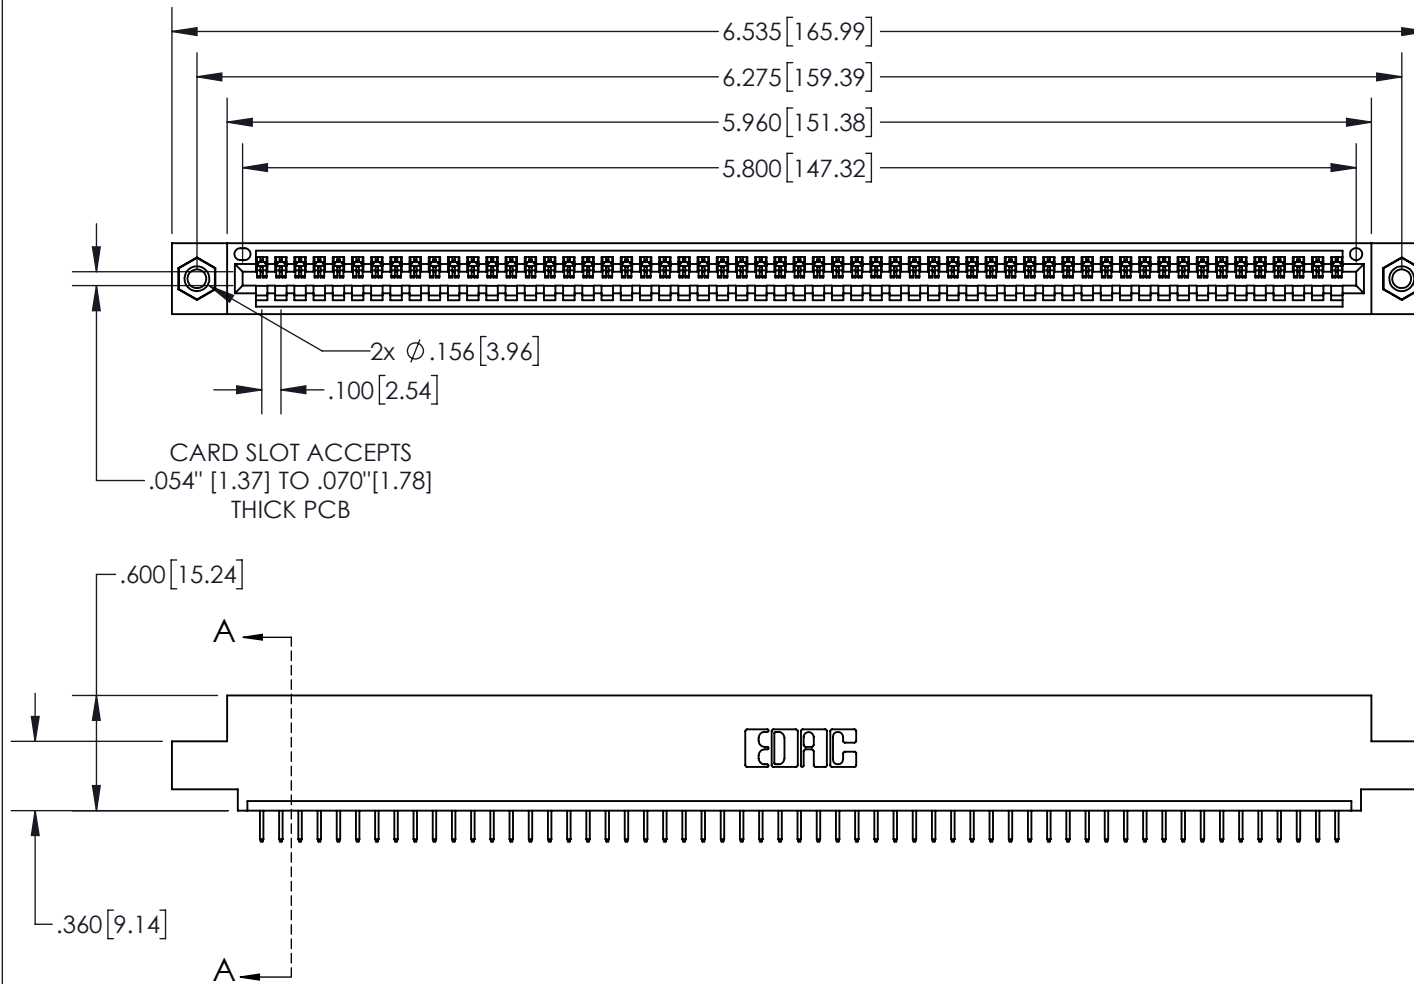 6.535[165.99]
6.275[159.39]
5.960[151.38]
5.800[147.32]
2x Ø.156[3.96]
.100[2.54]
CARD SLOT ACCEPTS
.054" [1.37] TO .070"[1.78]
THICK PCB
.600[15.24]
A
EDAC
.360[9.14]
A